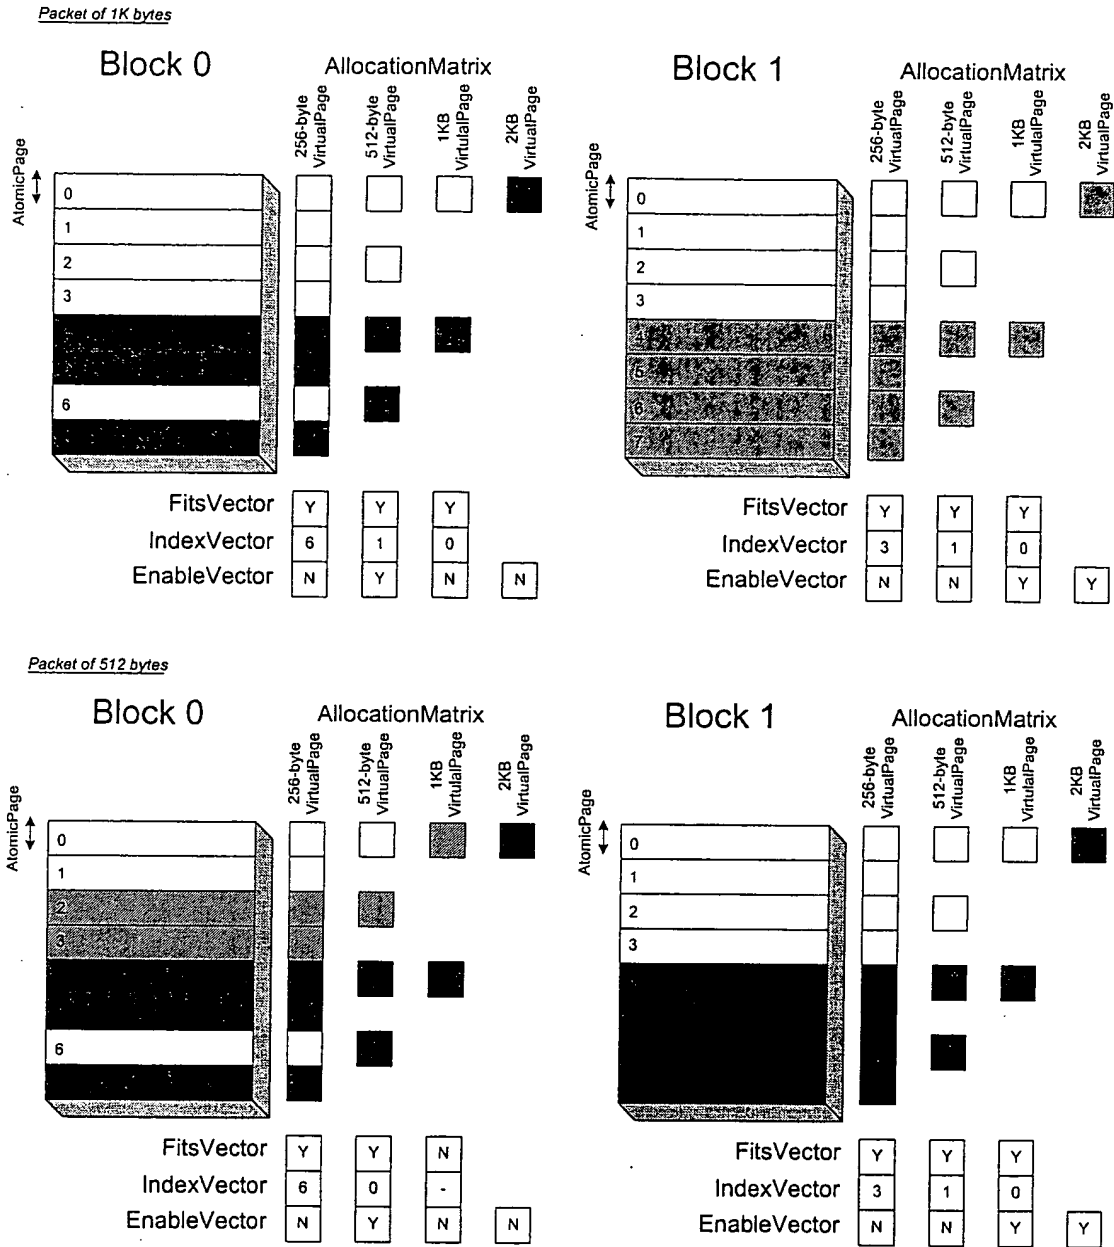 Packet of 1K bytes
Block 0
AllocationMatrix
256-byte VirtualPage
512-byte VirtualPage
1KB VirtulalPage
2KB VirtualPage
AtomicPage
0
1
2
3
6
FitsVector Y Y Y
IndexVector 6 1 0
EnableVector N Y N N
Block 1
AllocationMatrix
256-byte VirtualPage
512-byte VirtualPage
1KB VirtulalPage
2KB VirtualPage
AtomicPage
0
1
2
3
4
5
6
7
FitsVector Y Y Y
IndexVector 3 1 0
EnableVector N N Y Y
Packet of 512 bytes
Block 0
AllocationMatrix
256-byte VirtualPage
512-byte VirtualPage
1KB VirtulalPage
2KB VirtualPage
AtomicPage
0
1
2
3
6
FitsVector Y Y N
IndexVector 6 0 -
EnableVector N Y N N
Block 1
AllocationMatrix
256-byte VirtualPage
512-byte VirtualPage
1KB VirtulalPage
2KB VirtualPage
AtomicPage
0
1
2
3
FitsVector Y Y Y
IndexVector 3 1 0
EnableVector N N Y Y